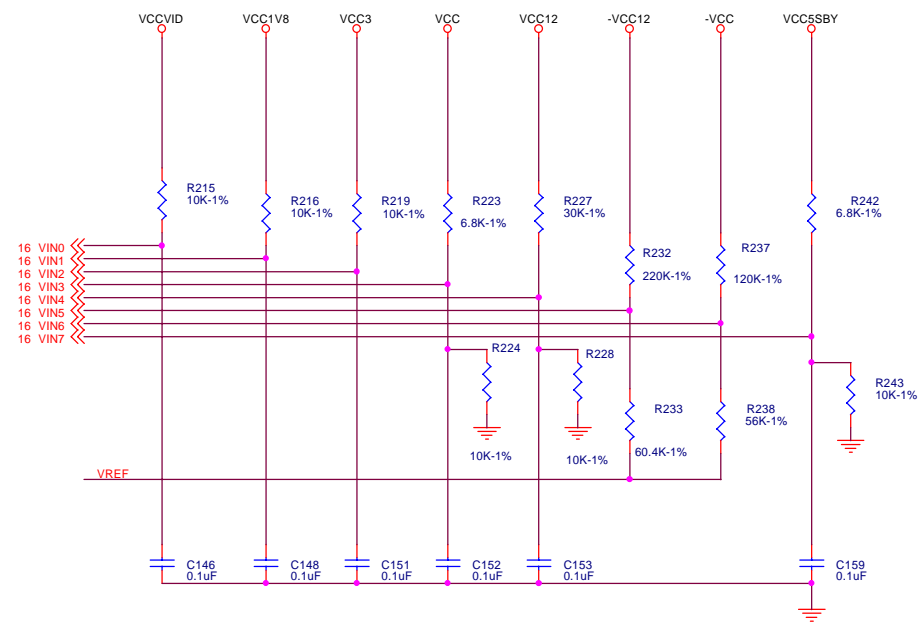 VCCVID VCC1V8 VCC3 VCC VCC12 -VCC12 -VCC VCC5SBY
R215
10K-1%
R216
10K-1%
R219
10K-1%
R223
6.8K-1%
R227
30K-1%
R242
6.8K-1%
R232
220K-1%
R237
120K-1%
16 VIN0
16 VIN1
16 VIN2
16 VIN3
16 VIN4
16 VIN5
16 VIN6
16 VIN7
R224
10K-1%
R228
10K-1%
R243
10K-1%
R233
60.4K-1%
R238
56K-1%
VREF
C146
0.1uF
C148
0.1uF
C151
0.1uF
C152
0.1uF
C153
0.1uF
C159
0.1uF